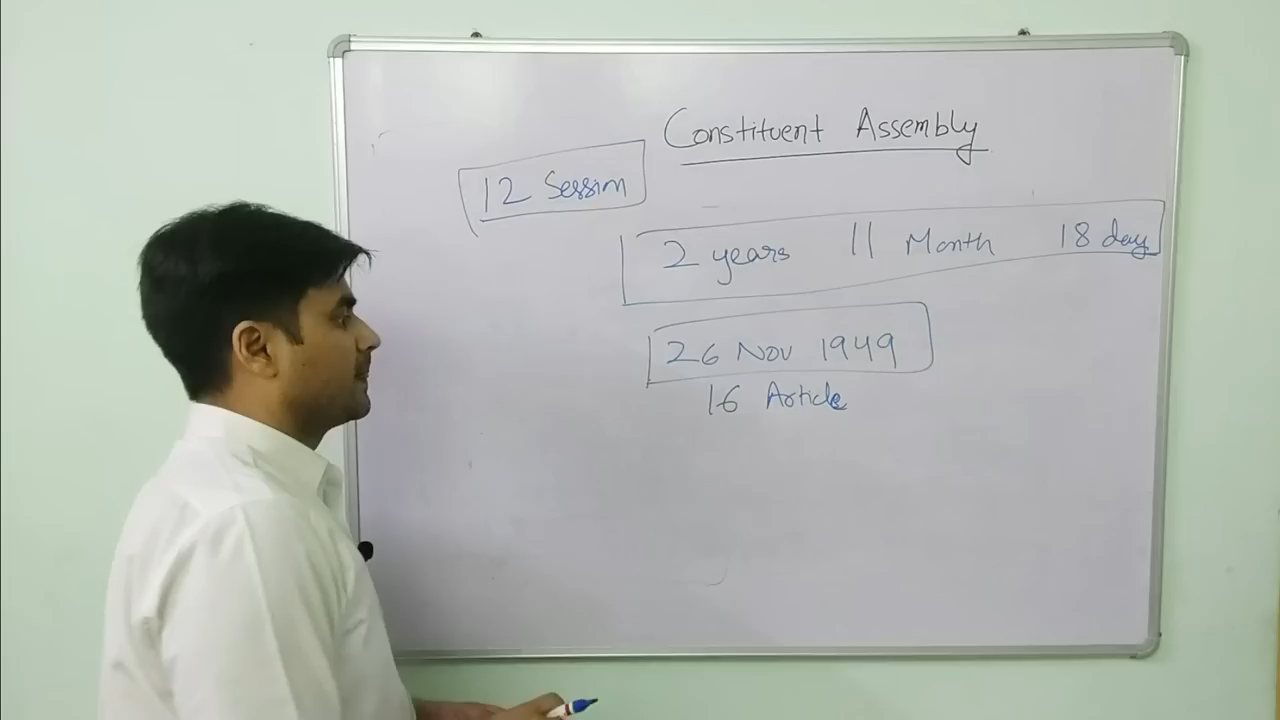 Constituent Assembly
12 Session
2 years 11 Month 18 day
26 Nov 1949
16 Article